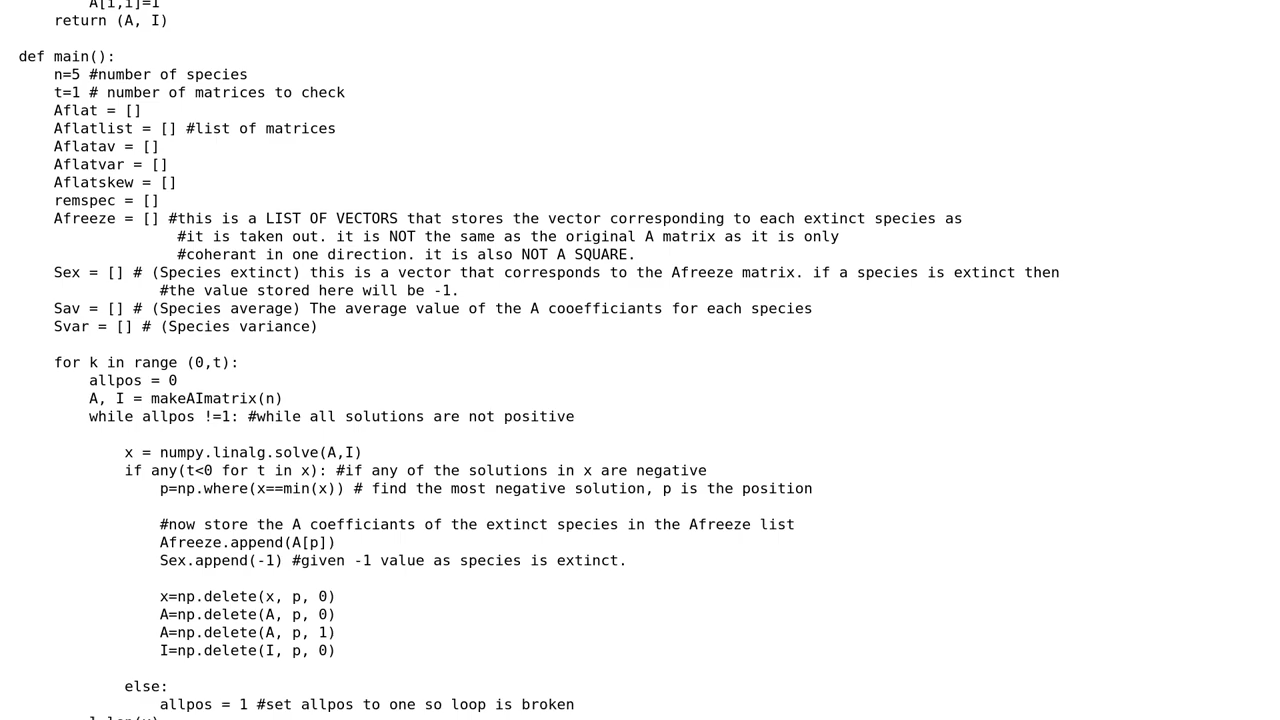 A[i,i]=1
return (A, I)
def main():
n=5 #number of species
t=1 # number of matrices to check
Aflat = []
Aflatlist = [] #list of matrices
Aflatav = []
Aflatvar = []
Aflatskew = []
remspec = []
Afreeze = [] #this is a LIST OF VECTORS that stores the vector corresponding to each extinct species as
#it is taken out. it is NOT the same as the original A matrix as it is only
#coherant in one direction. it is also NOT A SQUARE.
Sex = [] # (Species extinct) this is a vector that corresponds to the Afreeze matrix. if a species is extinct then
#the value stored here will be -1.
Sav = [] # (Species average) The average value of the A cooefficiants for each species
Svar = [] # (Species variance)
for k in range (0,t):
allpos = 0
A, I = makeAImatrix(n)
while allpos !=1: #while all solutions are not positive
x = numpy.linalg.solve(A,I)
if any(t<0 for t in x): #if any of the solutions in x are negative
p=np.where(x==min(x)) # find the most negative solution, p is the position
#now store the A coefficiants of the extinct species in the Afreeze list
Afreeze.append(A[p])
Sex.append(-1) #given -1 value as species is extinct.
x=np.delete(x, p, 0)
A=np.delete(A, p, 0)
A=np.delete(A, p, 1)
I=np.delete(I, p, 0)
else:
allpos = 1 #set allpos to one so loop is broken